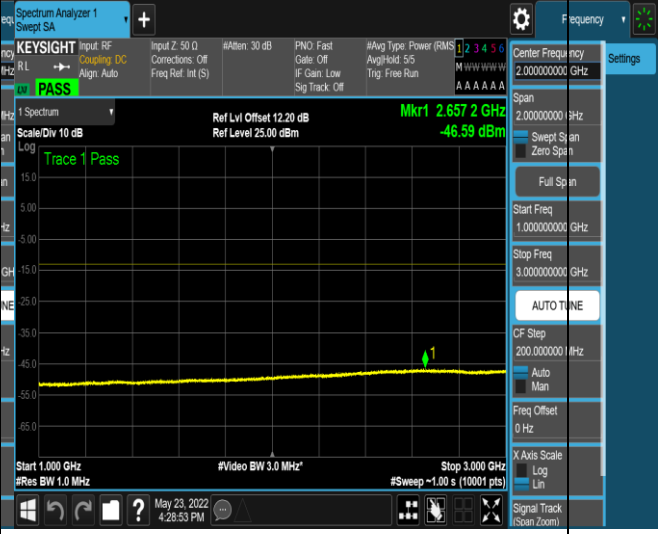 Spectrum Analyzer 1
Swept SA
Frequency
Settings
KEYSIGHT
RL
Input: RF
Coupling: DC
Align: Auto
Input Z: 50 Ω
Corrections: Off
Freq Ref: Int (S)
#Atten: 30 dB
PNO: Fast
Gate: Off
IF Gain: Low
Sig Track: Off
#Avg Type: Power (RMS
Avg|Hold: 5/5
Trig: Free Run
1 2 3 4 5 6
M W W W W W
A A A A A A
LXI
PASS
1 Spectrum
Scale/Div 10 dB
Ref Lvl Offset 12.20 dB
Ref Level 25.00 dBm
Mkr1 2.657 2 GHz
-46.59 dBm
Log
Trace 1 Pass
15.0
5.00
-5.00
-15.0
-25.0
-35.0
-45.0
-55.0
-65.0
1
Start 1.000 GHz
#Res BW 1.0 MHz
#Video BW 3.0 MHz*
Stop 3.000 GHz
#Sweep ~1.00 s (10001 pts)
Center Frequency
2.000000000 GHz
Span
2.00000000 GHz
Swept Span
Zero Span
Full Span
Start Freq
1.000000000 GHz
Stop Freq
3.000000000 GHz
AUTO TUNE
CF Step
200.000000 MHz
Auto
Man
Freq Offset
0 Hz
X Axis Scale
Log
Lin
Signal Track
(Span Zoom)
?
May 23, 2022
4:28:53 PM